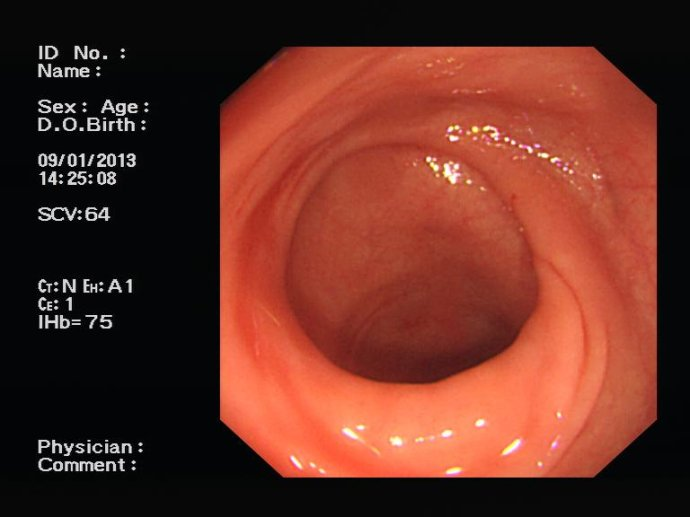 ID No. :
Name :
Sex : Age :
D.O.Birth :
09/01/2013
14:25:08
SCV:64
CT:N EH:A1
CE:1
IHb=75
Physician :
Comment :